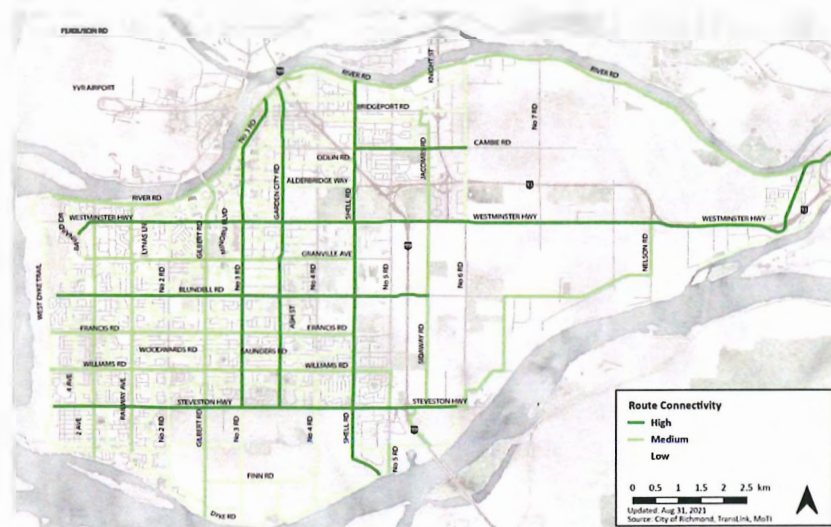 FERGUSON RD
YVR AIRPORT
RIVER RD
KNIGHT ST
RIVER RD
BRIDGEPORT RD
No 7 RD
No 3 RD
CAMBIE RD
ODLIN RD
JACOMBS RD
GARDEN CITY RD
ALDERBRIDGE WAY
SHELL RD
RIVER RD
WESTMINSTER HWY
WESTMINSTER HWY
WESTMINSTER HWY
LYNAS LN
GILBERT RD
MINORU BLVD
GRANVILLE AVE
NELSON RD
No 2 RD
No 3 RD
No 4 RD
No 5 RD
No 6 RD
BLUNDELL RD
WEST DYKE TRAIL
ASH ST
FRANCIS RD
FRANCIS RD
SIDAWAY RD
WOODWARDS RD
SAUNDERS RD
WILLIAMS RD
WILLIAMS RD
4 AVE
RAILWAY AVE
STEVESTON HWY
STEVESTON HWY
2 AVE
No 2 RD
GILBERT RD
No 3 RD
No 4 RD
SHELL RD
No 5 RD
FINN RD
DYKE RD
Route Connectivity
High
Medium
Low
0 0.5 1 1.5 2 2.5 km
Updated: Aug 31, 2021
Source: City of Richmond, TransLink, MoTI